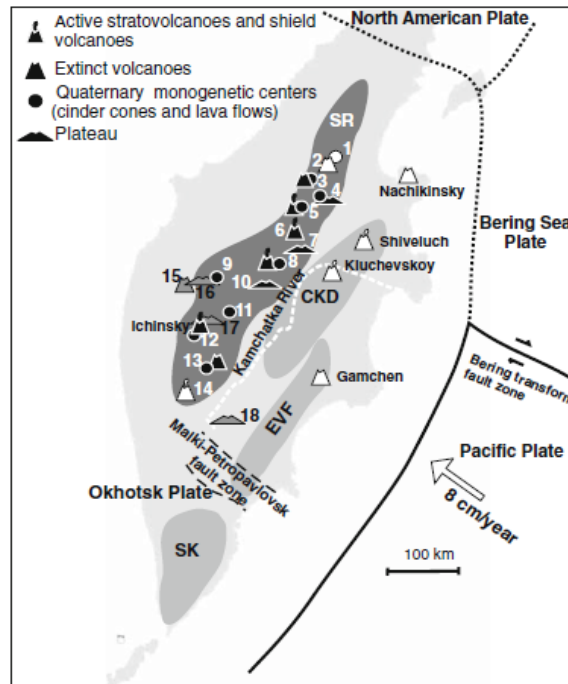 Active stratovolcanoes and shield
volcanoes
Extinct volcanoes
Quaternary monogenetic centers
(cinder cones and lava flows)
Plateau
North American Plate
SR
1
2
3
4
5
6
7
8
9
10
11
12
13
14
15
16
17
18
Nachikinsky
Shiveluch
Kluchevskoy
Bering Sea
Plate
CKD
Kamchatka River
Ichinsky
Gamchen
EVF
Malki-Petropavlovsk
fault zone
Bering transform
fault zone
Pacific Plate
8 cm/year
Okhotsk Plate
SK
100 km